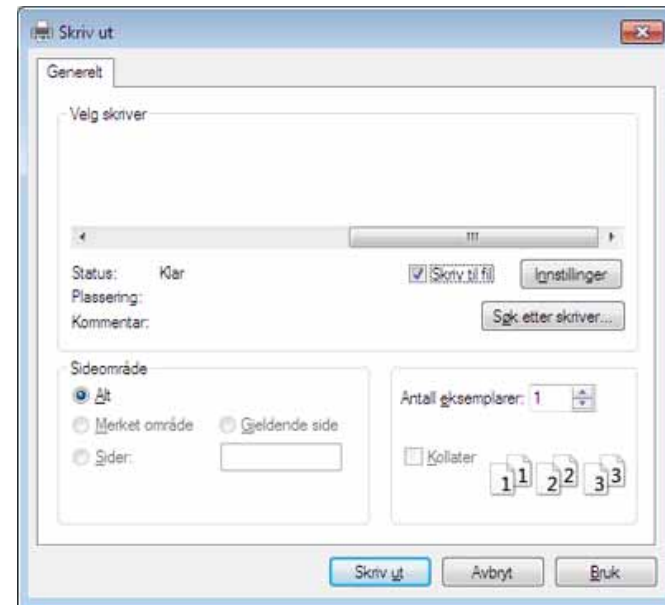 Skriv ut
Generelt
Velg skriver
Status: Klar
Skriv til fil
Innstillinger
Plassering:
Kommentar:
Søk etter skriver...
Sideområde
Alt
Merket område
Gjeldende side
Sider:
Antall eksemplarer: 1
Kollater
1 1 2 2 3 3
Skriv ut
Avbryt
Bruk